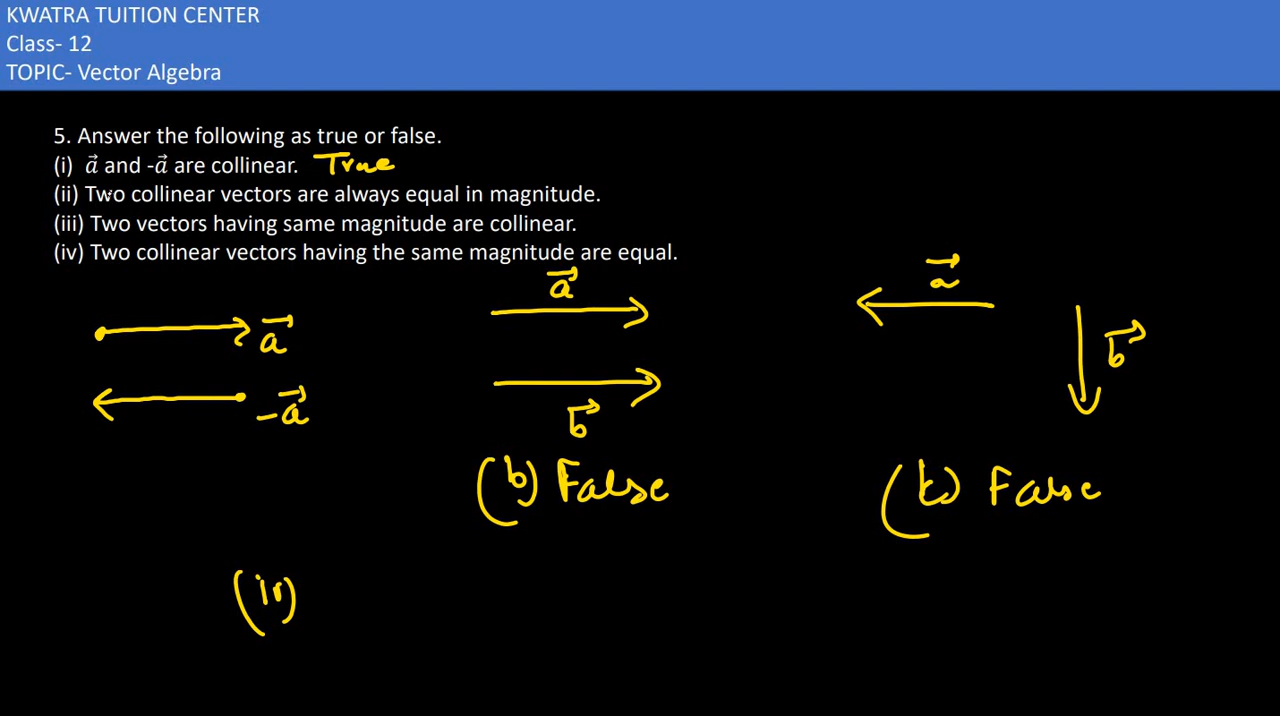 KWATRA TUITION CENTER
Class- 12
TOPIC- Vector Algebra
5. Answer the following as true or false.
(i) a⃗ and -a⃗ are collinear. True
(ii) Two collinear vectors are always equal in magnitude.
(iii) Two vectors having same magnitude are collinear.
(iv) Two collinear vectors having the same magnitude are equal.
a⃗
-a⃗
a⃗
b⃗
(b) False
a⃗
b⃗
(c) False